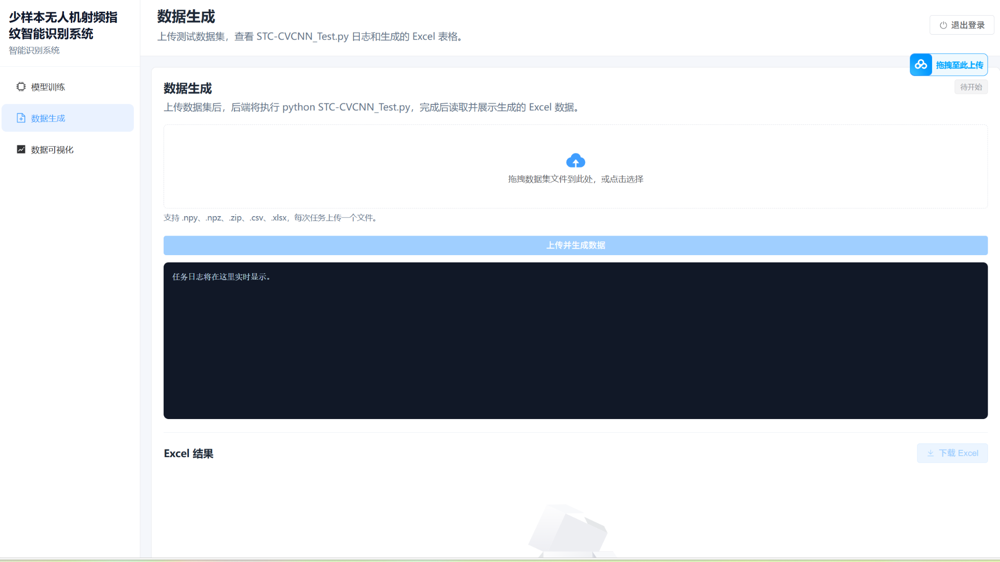 少样本无人机射频指
纹智能识别系统
智能识别系统
模型训练
数据生成
数据可视化
数据生成
上传测试数据集，查看 STC-CVCNN_Test.py 日志和生成的 Excel 表格。
退出登录
拖拽至此上传
数据生成
待开始
上传数据集后，后端将执行 python STC-CVCNN_Test.py，完成后读取并展示生成的 Excel 数据。
拖拽数据集文件到此处，或点击选择
支持 .npy、.npz、.zip、.csv、.xlsx，每次任务上传一个文件。
上传并生成数据
任务日志将在这里实时显示。
Excel 结果
下载 Excel